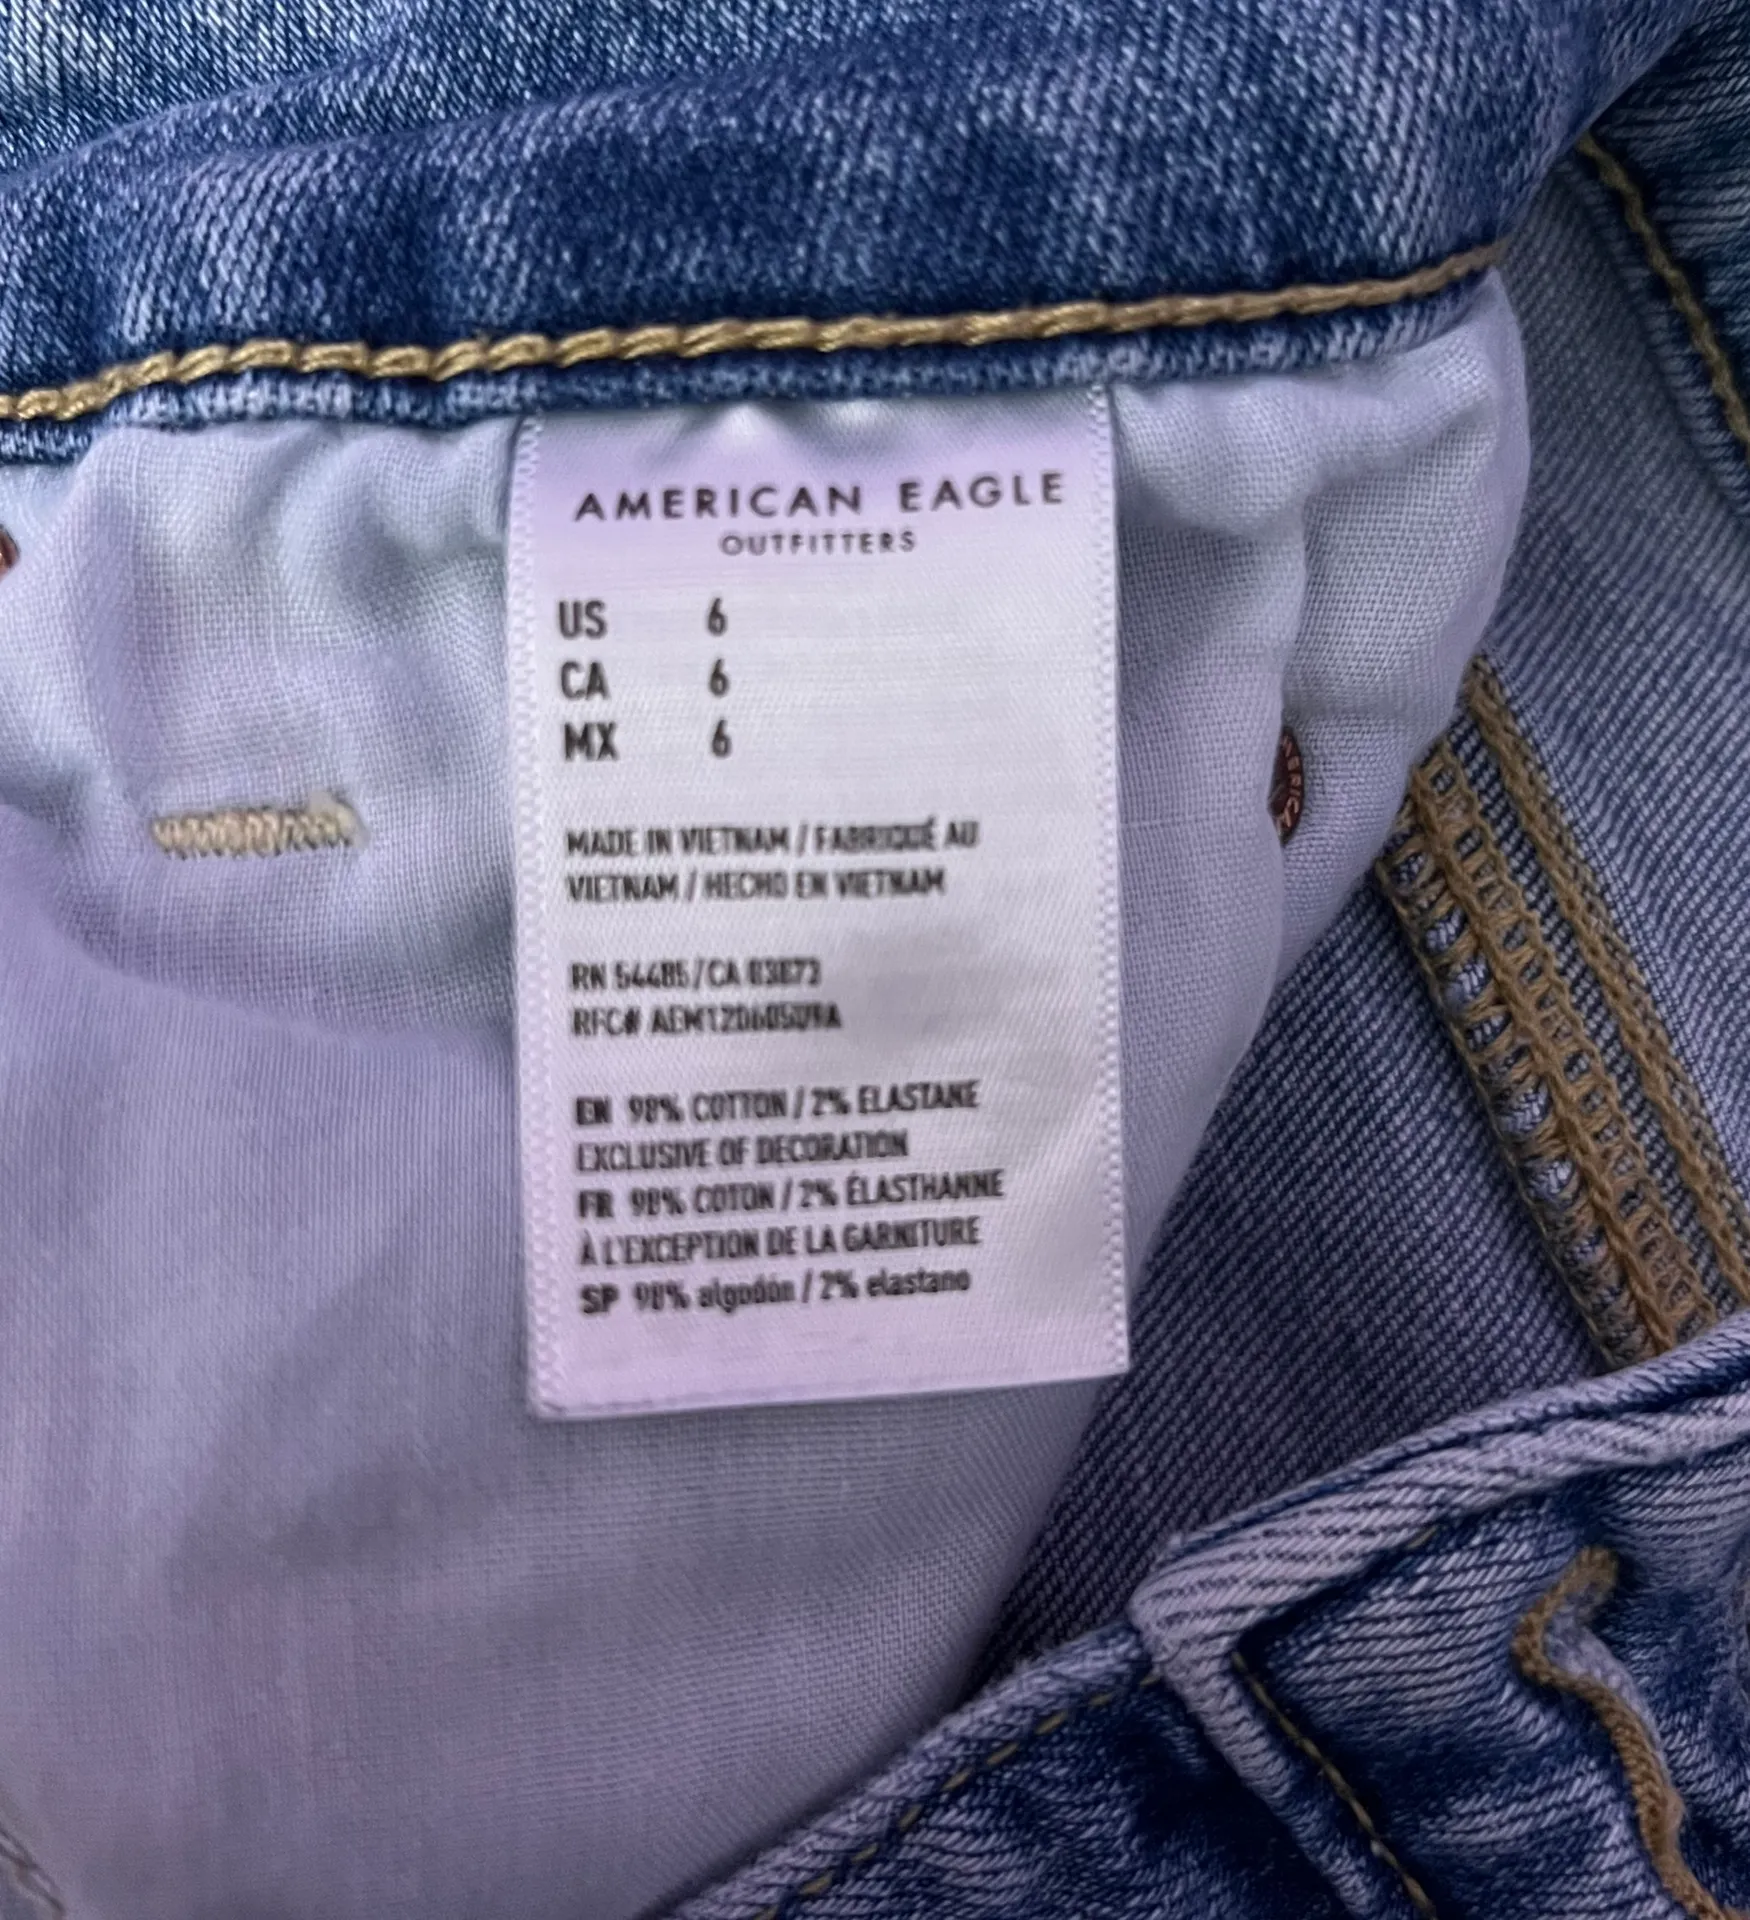 AMERICAN EAGLE
OUTFITTERS
US 6
CA 6
MX 6
MADE IN VIETNAM / FABRIQUÉ AU
VIETNAM / HECHO EN VIETNAM
RN 54485/CA
RFC#
EN 98% COTTON / 2% ELASTANE
EXCLUSIVE OF DECORATION
FR 98% COTON / 2% ÉLASTHANNE
À L'EXCEPTION DE LA GARNITURE
SP 98% algodón / 2% elastano